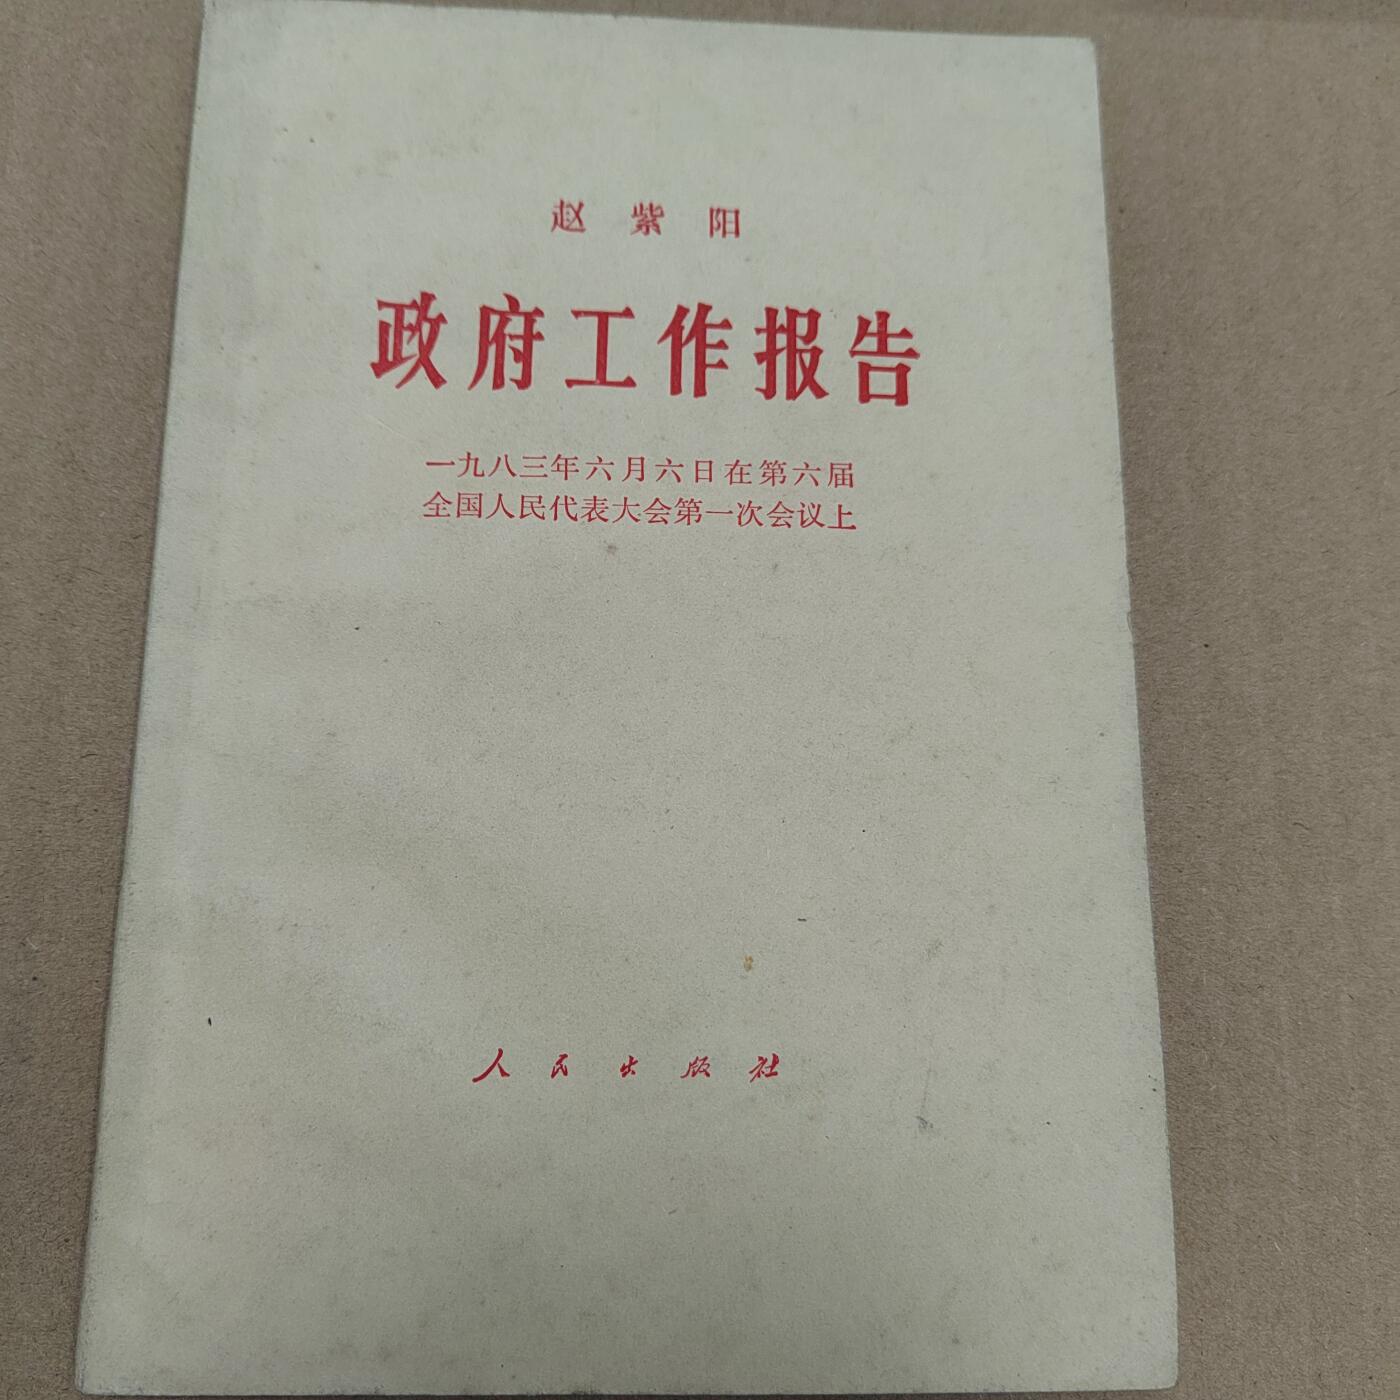 赵紫阳
政府工作报告
一九八三年六月六日在第六届
全国人民代表大会第一次会议上
人民出版社